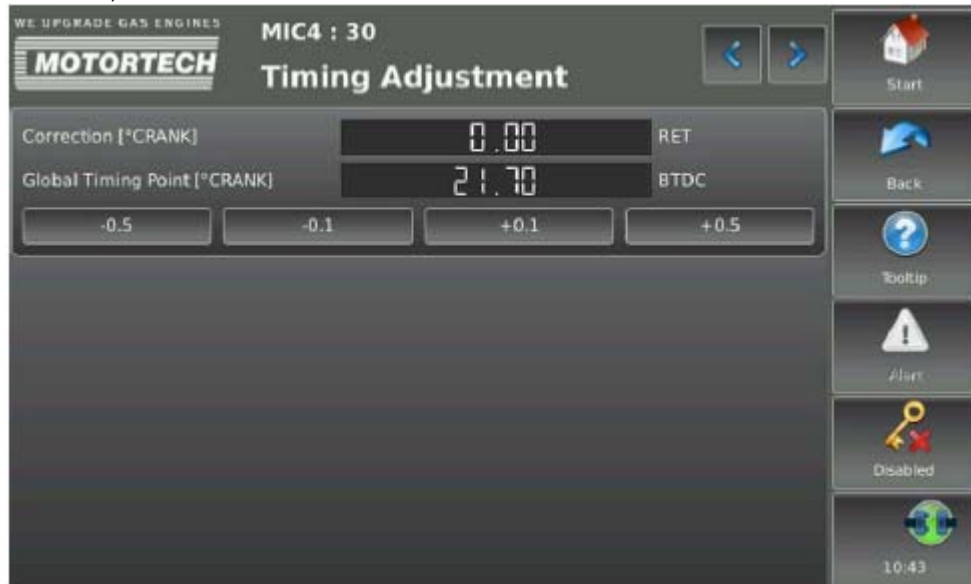 WE UPGRADE GAS ENGINES
MOTORTECH
MIC4 : 30
Timing Adjustment
Correction [°CRANK] 0.00 RET
Global Timing Point [°CRANK] 21.70 BTDC
-0.5 -0.1 +0.1 +0.5
Start
Back
Tooltip
Alert
Disabled
10:43